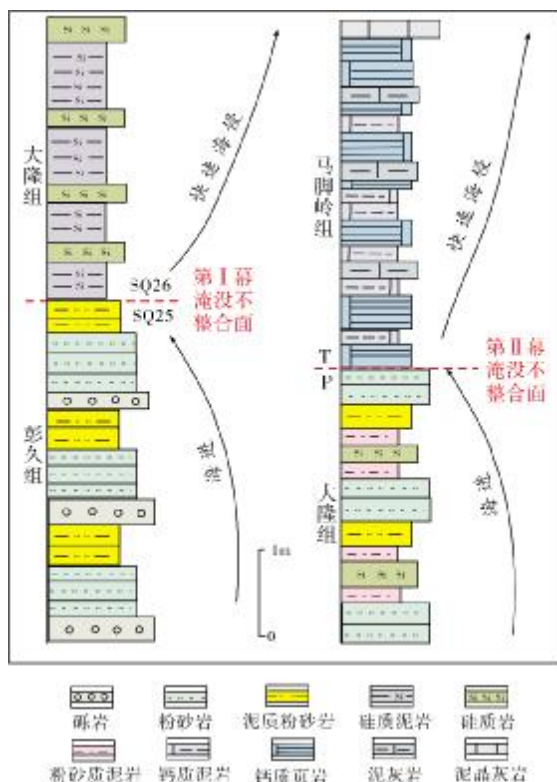 大隆组
彭久组
SQ26
SQ25
快速海侵
海退
第Ⅰ幕
淹没不
整合面
1m
0
马脚岭组
大隆组
T
P
快速海侵
海退
第Ⅱ幕
淹没不
整合面
砾岩
粉砂岩
泥质粉砂岩
硅质泥岩
硅质岩
粉砂质泥岩
钙质泥岩
钙质页岩
泥灰岩
泥晶灰岩